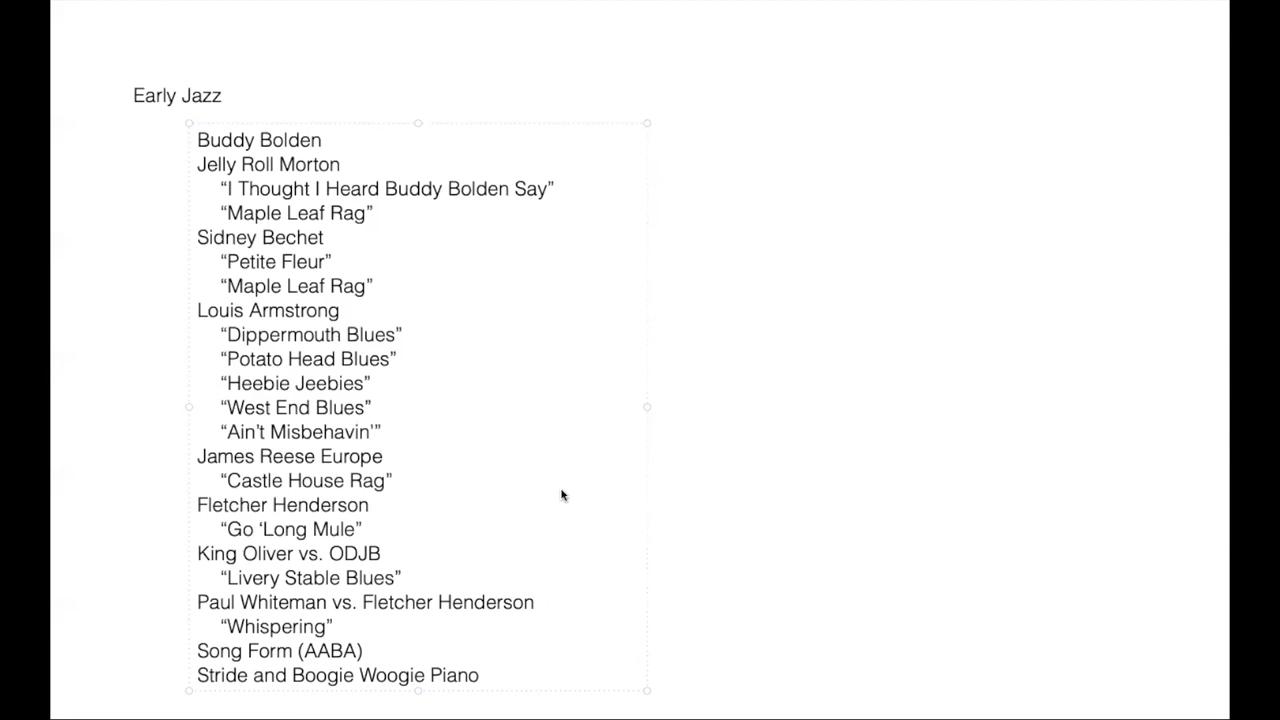 Early Jazz
Buddy Bolden
Jelly Roll Morton
“I Thought I Heard Buddy Bolden Say”
“Maple Leaf Rag”
Sidney Bechet
“Petite Fleur”
“Maple Leaf Rag”
Louis Armstrong
“Dippermouth Blues”
“Potato Head Blues”
“Heebie Jeebies”
“West End Blues”
“Ain’t Misbehavin’”
James Reese Europe
“Castle House Rag”
Fletcher Henderson
“Go ‘Long Mule”
King Oliver vs. ODJB
“Livery Stable Blues”
Paul Whiteman vs. Fletcher Henderson
“Whispering”
Song Form (AABA)
Stride and Boogie Woogie Piano